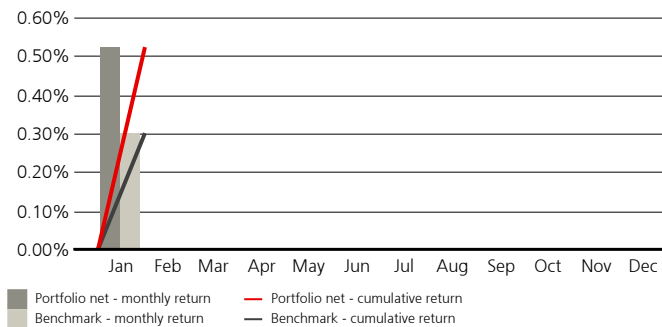 0.60%
0.50%
0.40%
0.30%
0.20%
0.10%
0.00%
Jan Feb Mar Apr May Jun Jul Aug Sep Oct Nov Dec
Portfolio net - monthly return Portfolio net - cumulative return
Benchmark - monthly return Benchmark - cumulative return